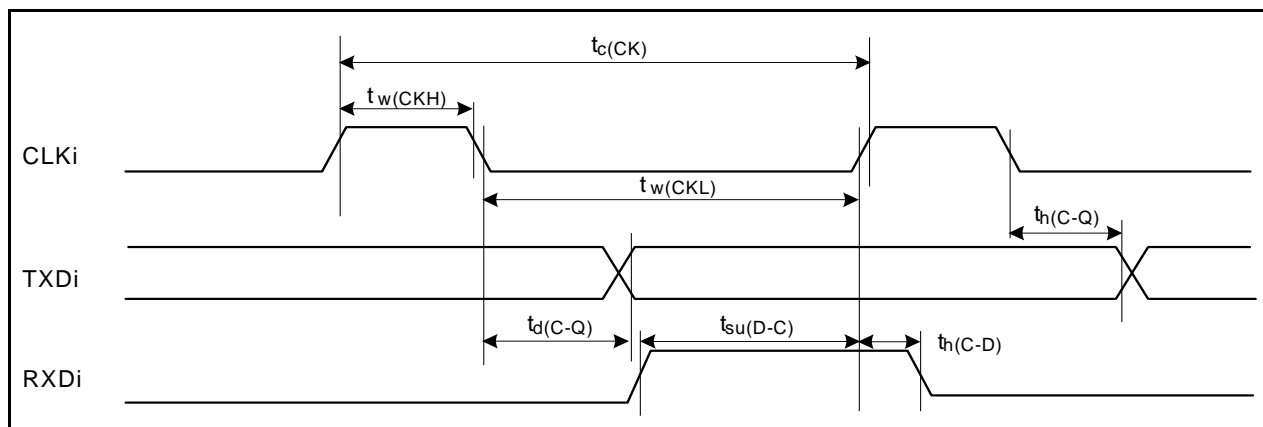 tc(CK)
tw(CKH)
CLKi
tw(CKL)
th(C-Q)
TXDi
td(C-Q)
tsu(D-C)
th(C-D)
RXDi